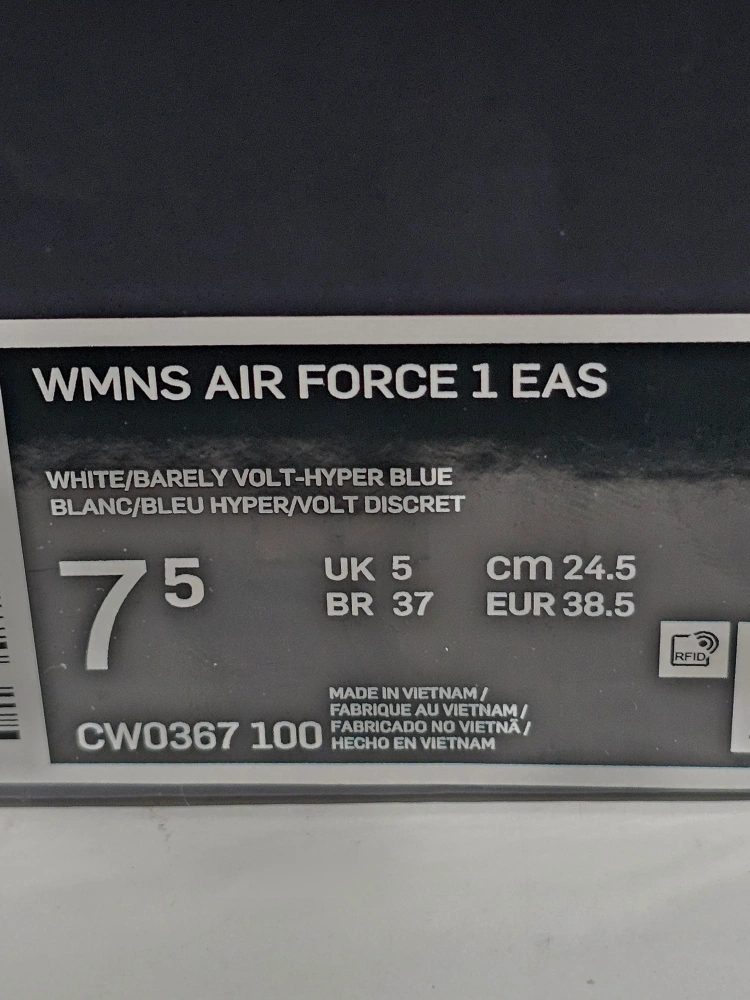 WMNS AIR FORCE 1 EAS
WHITE/BARELY VOLT-HYPER BLUE
BLANC/BLEU HYPER/VOLT DISCRET
7 5
UK 5 cm 24.5
BR 37 EUR 38.5
RFID
MADE IN VIETNAM /
FABRIQUE AU VIETNAM /
FABRICADO NO VIETNÃ /
HECHO EN VIETNAM
CW0367 100